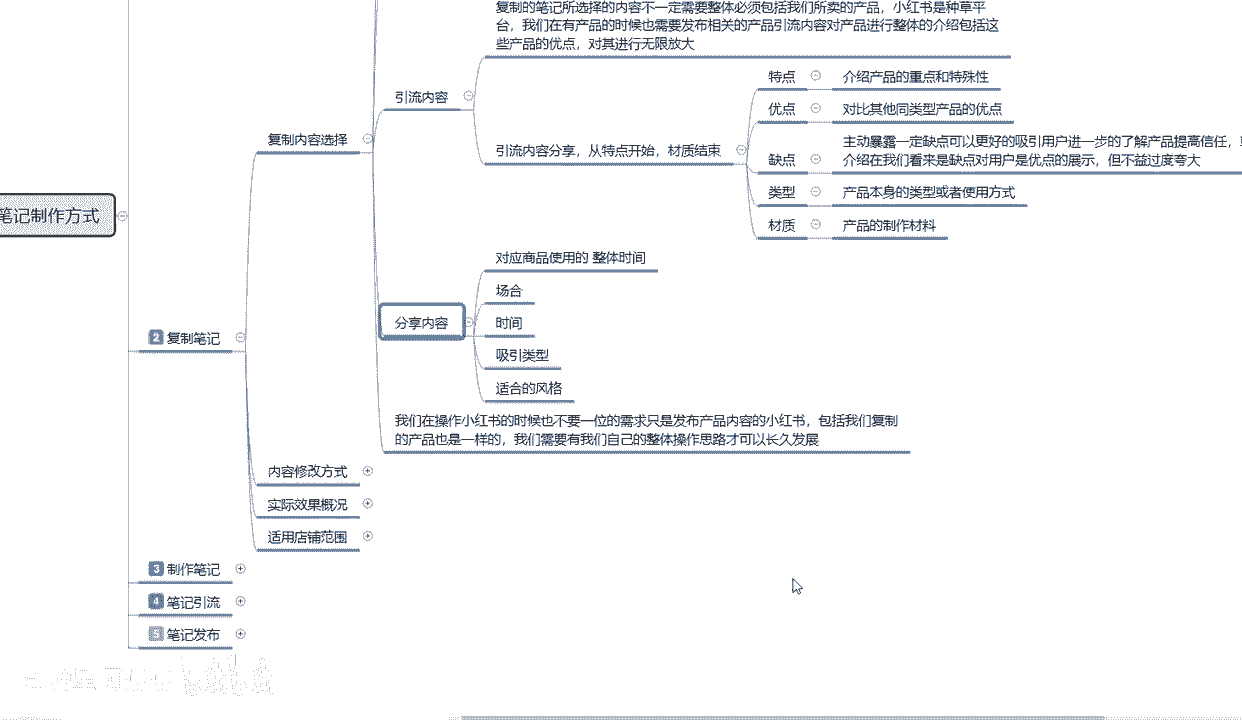 复制的笔记所选择的内容不一定需要整体必须包括我们所卖的产品，小红书是种草平
台，我们在有产品的时候也需要发布相关的产品引流内容对产品进行整体的介绍包括这
些产品的优点，对其进行无限放大
引流内容
特点
介绍产品的重点和特殊性
优点
对比其他同类型产品的优点
复制内容选择
引流内容分享，从特点开始，材质结束
主动暴露一定缺点可以更好的吸引用户进一步的了解产品提高信任，
缺点
介绍在我们看来是缺点对用户是优点的展示，但不益过度夸大
类型
产品本身的类型或者使用方式
笔记制作方式
材质
产品的制作材料
对应商品使用的 整体时间
场合
分享内容
时间
2 复制笔记
吸引类型
适合的风格
我们在操作小红书的时候也不要一位的需求只是发布产品内容的小红书，包括我们复制
的产品也是一样的，我们需要有我们自己的整体操作思路才可以长久发展
内容修改方式
实际效果概况
适用店铺范围
3 制作笔记
4 笔记引流
5 笔记发布